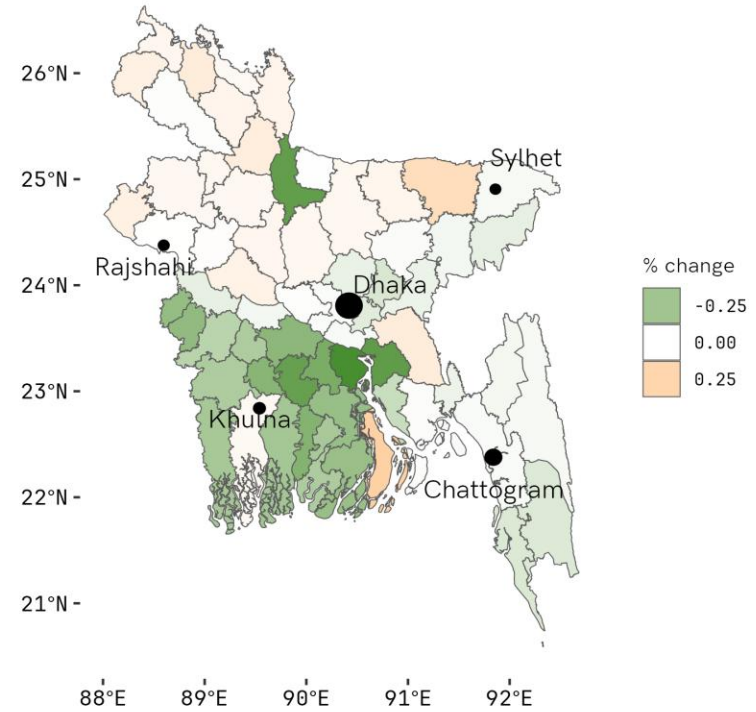 26°N
25°N
24°N
23°N
22°N
21°N
88°E 89°E 90°E 91°E 92°E
Sylhet
Rajshahi
Dhaka
Khulna
Chattogram
% change
-0.25
0.00
0.25